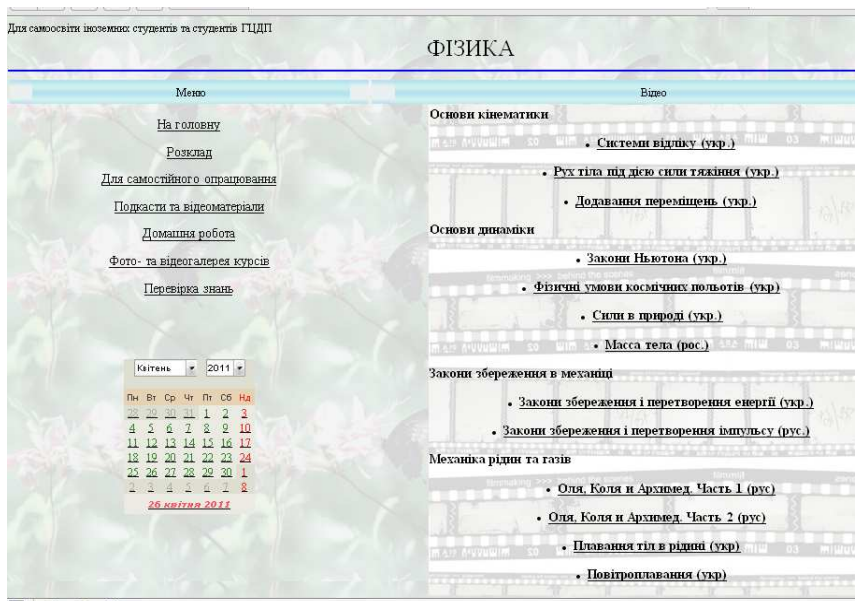 Для самоосвіти іноземних студентів та студентів ГЦДП
ФІЗИКА
Меню
На головну
Розклад
Для самостійного опрацювання
Подкасти та відеоматеріали
Домашня робота
Фото- та відеогалерея курсів
Перевірка знань
Квітень 2011
Пн Вт Ср Чт Пт Сб Нд
28 29 30 31 1 2 3
4 5 6 7 8 9 10
11 12 13 14 15 16 17
18 19 20 21 22 23 24
25 26 27 28 29 30 1
2 3 4 5 6 7 8
26 квітня 2011
Відео
Основи кінематики
• Системи відліку (укр.)
• Рух тіла під дією сили тяжіння (укр.)
• Додавання переміщень (укр.)
Основи динаміки
• Закони Ньютона (укр.)
• Фізичні умови космічних польотів (укр)
• Сили в природі (укр.)
• Масса тела (рос.)
Закони збереження в механіці
• Закони збереження і перетворення енергії (укр.)
• Закони збереження і перетворення імпульсу (рус.)
Механіка рідин та газів
• Оля, Коля и Архимед. Часть 1 (рус)
• Оля, Коля и Архимед. Часть 2 (рус)
• Плавання тіл в рідині (укр)
• Повітроплавання (укр)